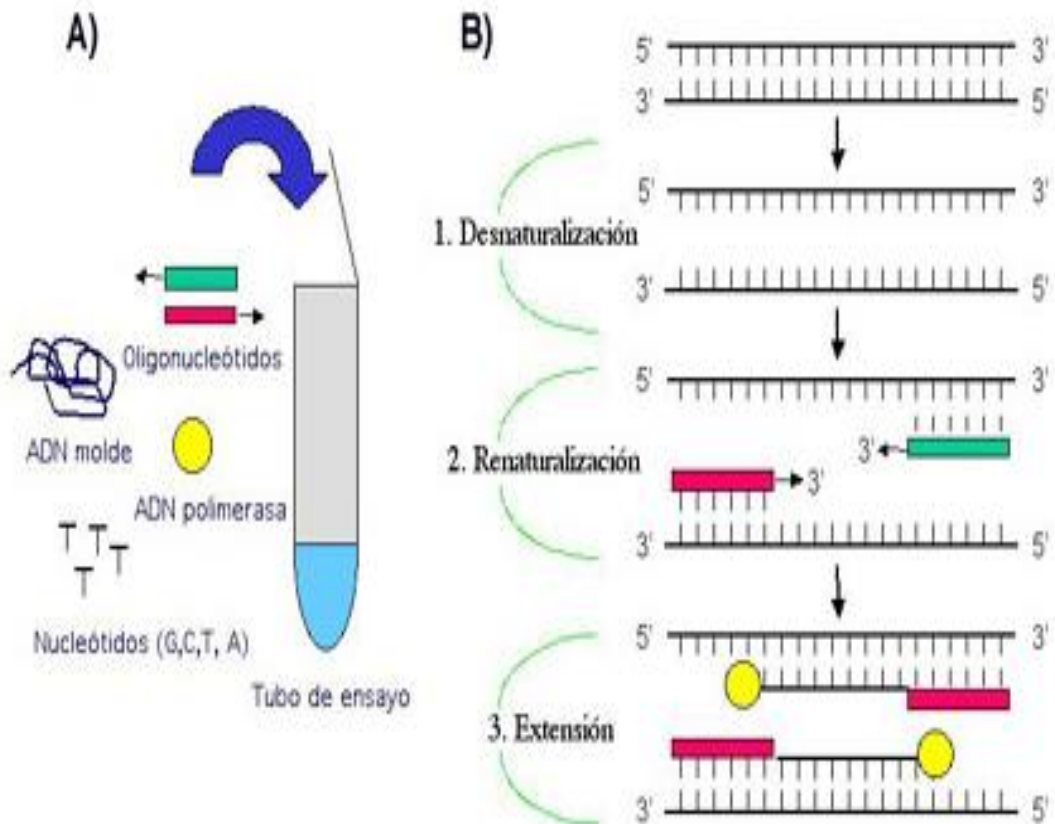 A)
Oligonucleótidos
ADN molde
ADN polimerasa
Nucleótidos (G,C,T, A)
Tubo de ensayo
B)
5' 3'
3' 5'
5' 3'
1. Desnaturalización
3' 5'
5' 3'
3'
2. Renaturalización
3'
3' 5'
5' 3'
3. Extensión
3' 5'